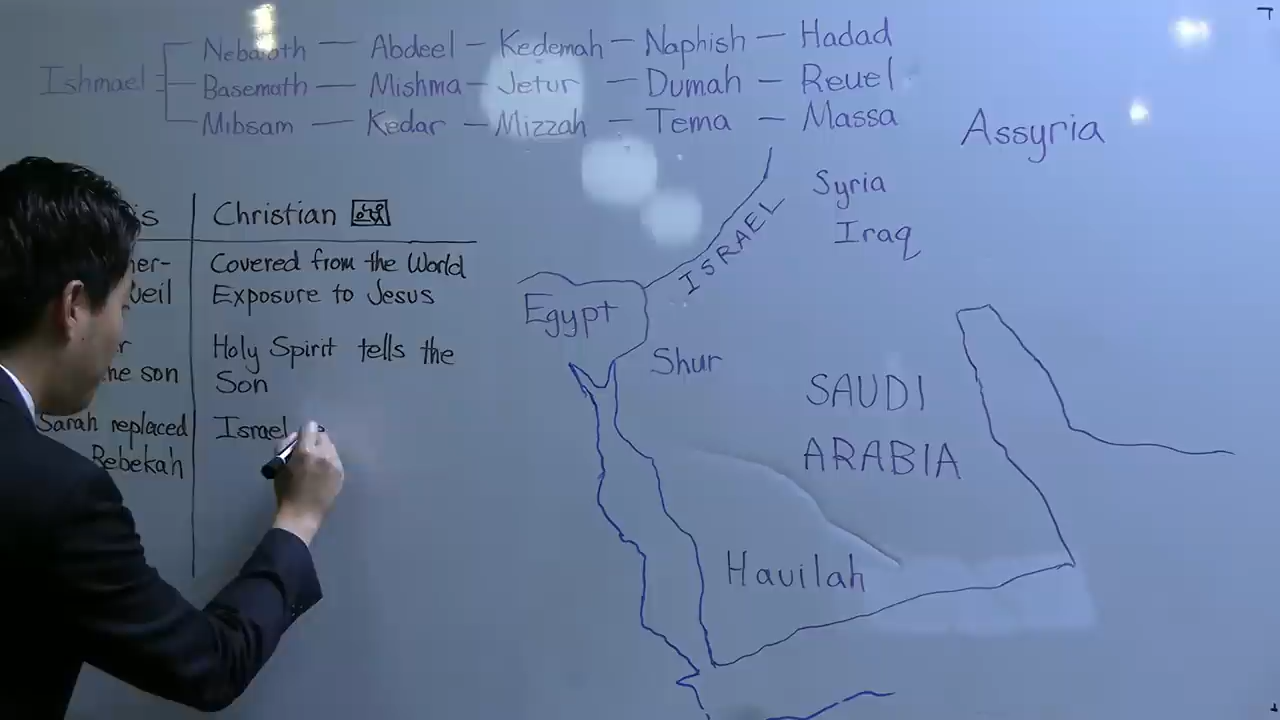 Nebaioth — Abdeel — Kedemah — Naphish — Hadad
Ishmael Basemath — Mishma — Jetur — Dumah — Reuel
Mibsam — Kedar — Mizzah — Tema — Massa
Assyria
Syria
Iraq
ISRAEL
Egypt
Shur
SAUDI
ARABIA
Havilah
Christian
Covered from the World
Exposure to Jesus
Holy Spirit tells the
Son
he son
Sarah replaced
Rebekah
Israel